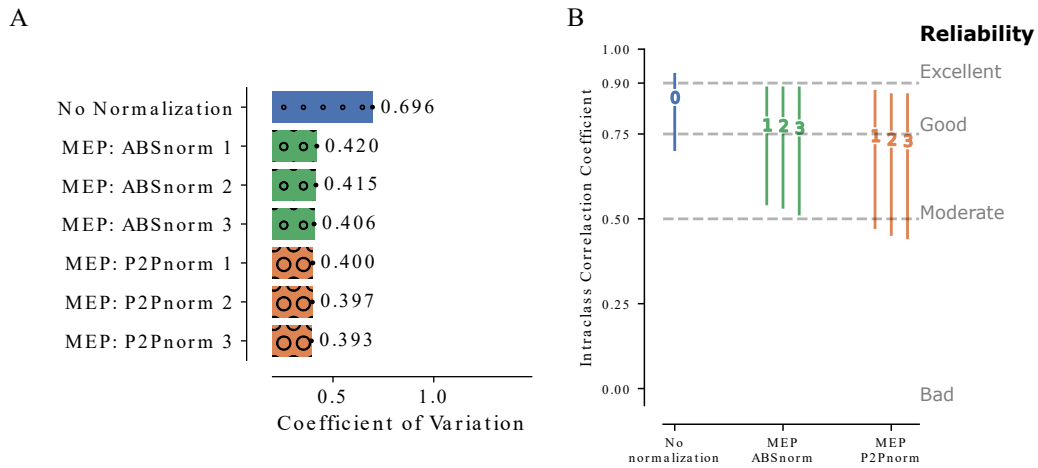 A
No Normalization
0.696
MEP: ABSnorm 1
0.420
MEP: ABSnorm 2
0.415
MEP: ABSnorm 3
0.406
MEP: P2Pnorm 1
0.400
MEP: P2Pnorm 2
0.397
MEP: P2Pnorm 3
0.393
0.5
1.0
Coefficient of Variation
B
Reliability
Intraclass Correlaction Coefficient
1.00
0.90
0.75
0.50
0.25
0.00
Excellent
Good
Moderate
Bad
0
1 2 3
1 2 3
No
normalization
MEP
ABSnorm
MEP
P2Pnorm